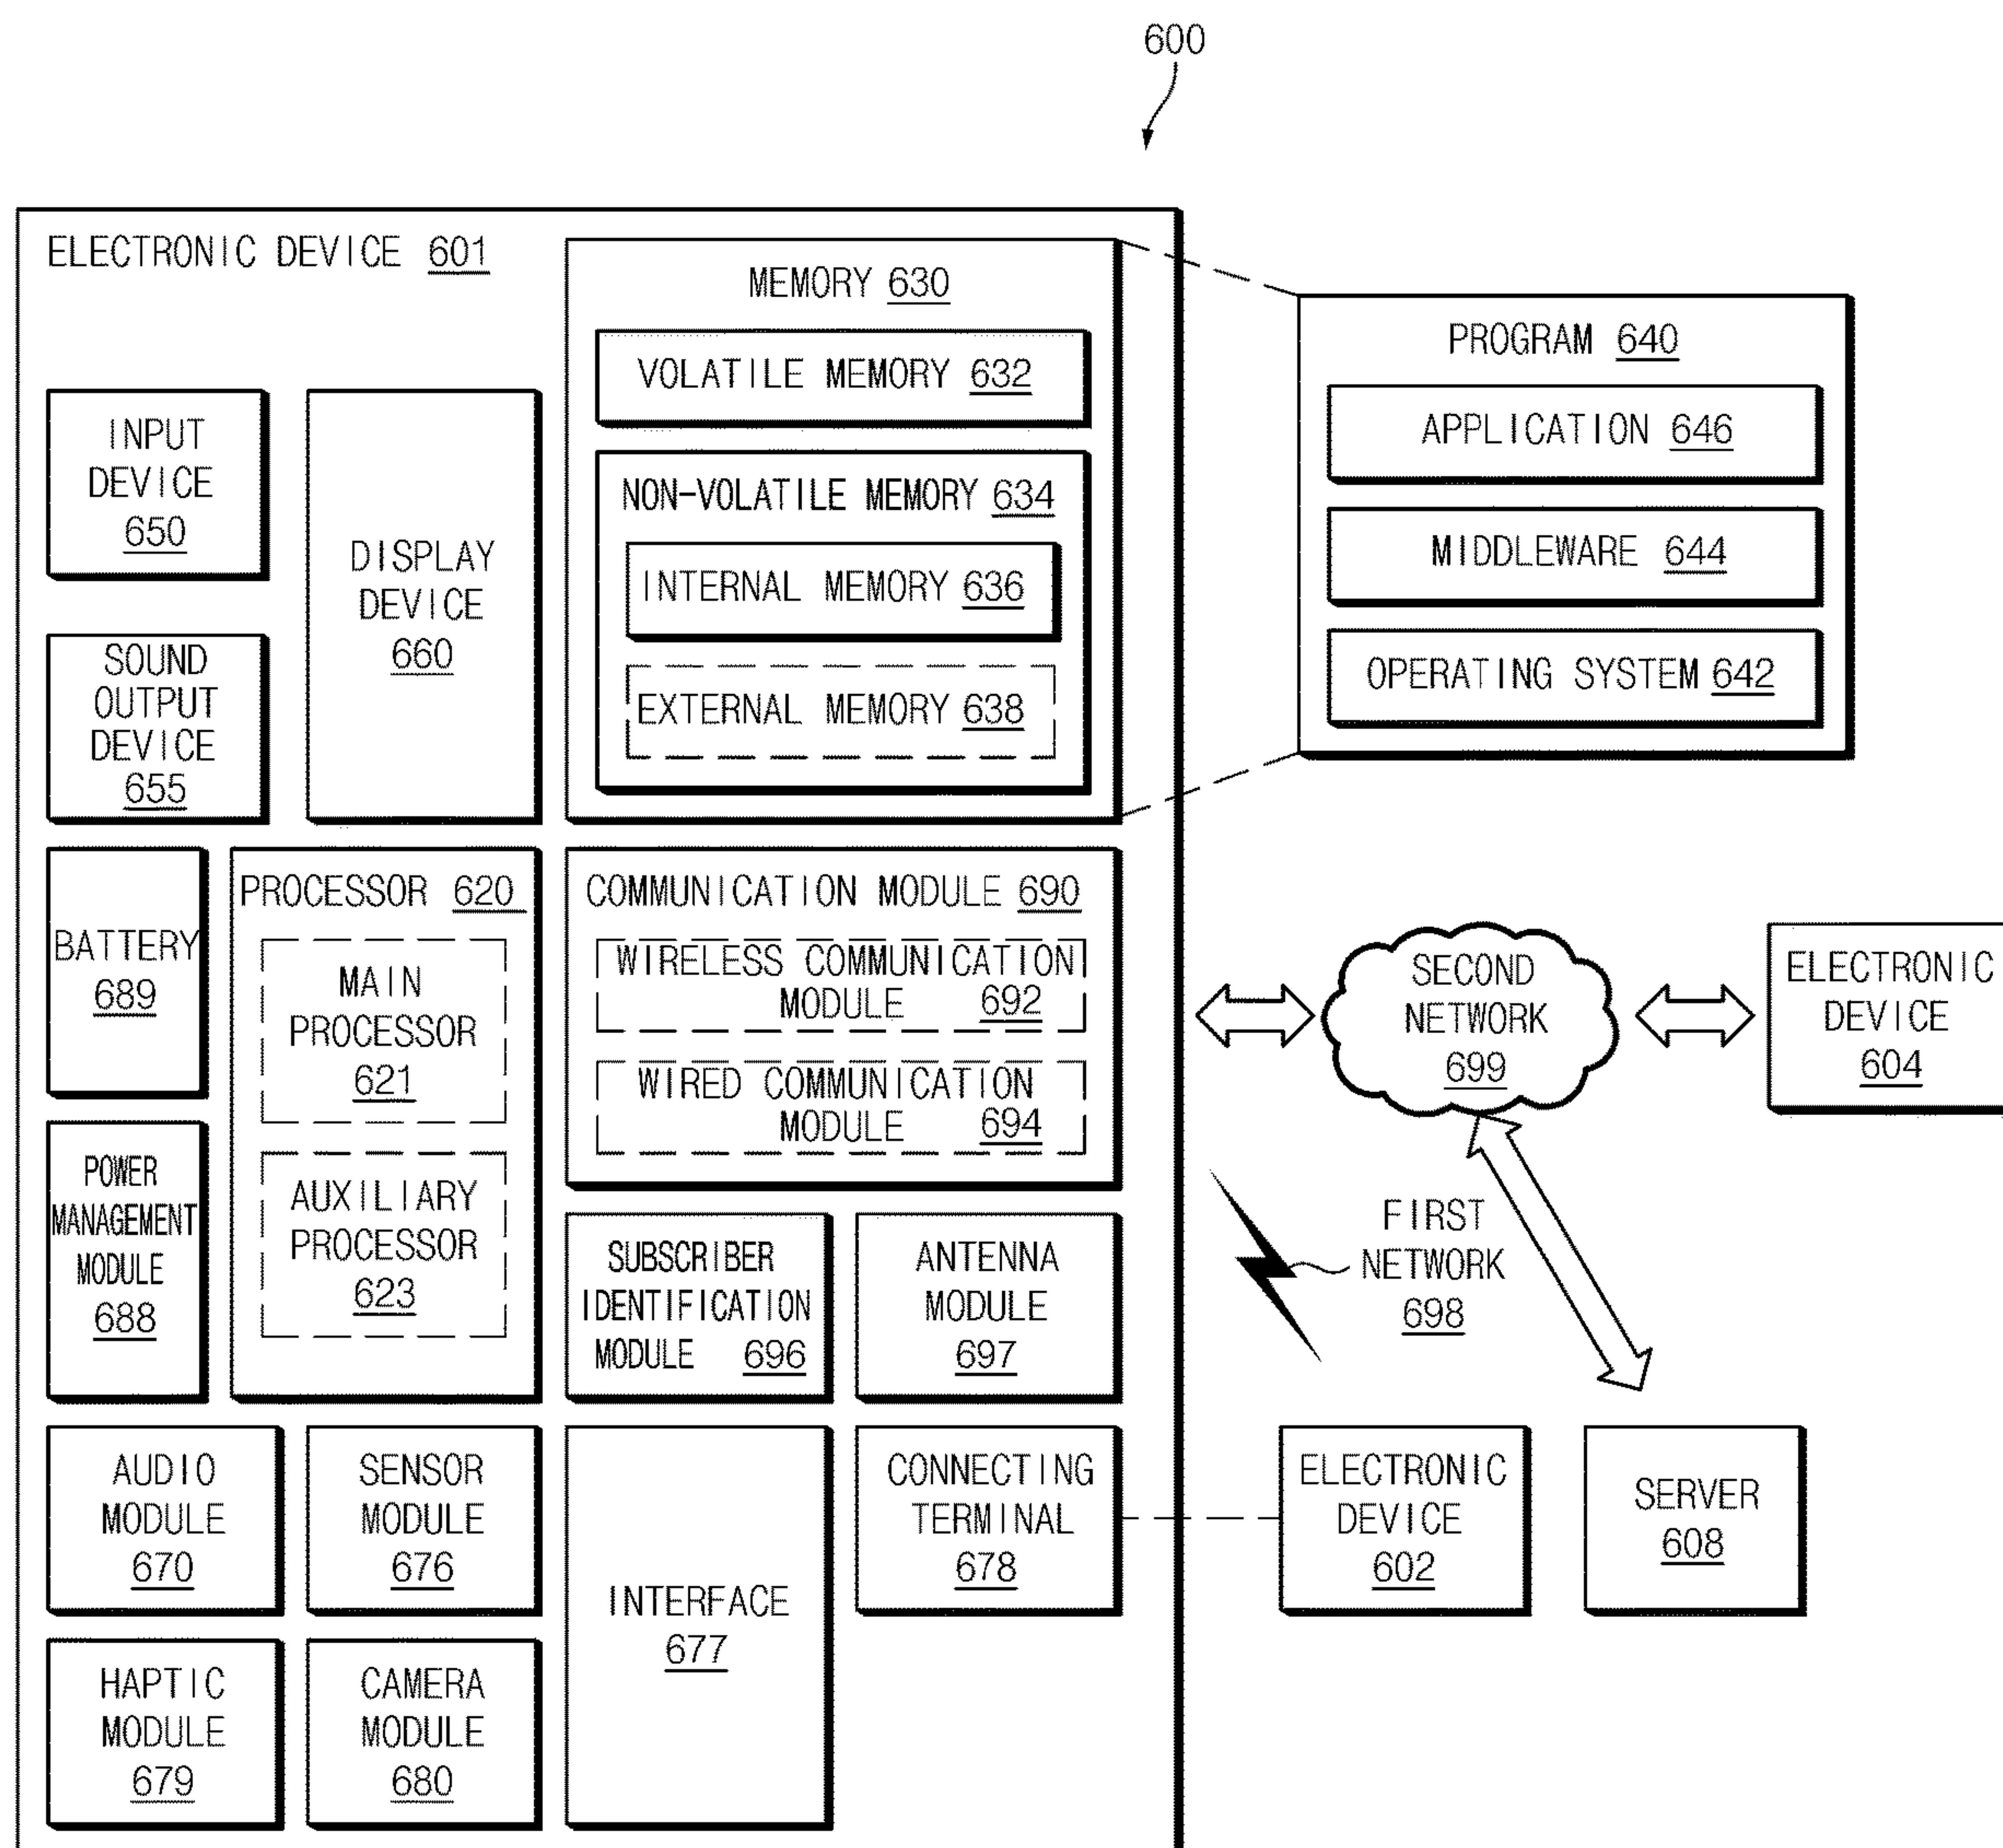 600
ELECTRONIC DEVICE 601
INPUT
DEVICE
650
SOUND
OUTPUT
DEVICE
655
DISPLAY
DEVICE
660
MEMORY 630
VOLATILE MEMORY 632
NON-VOLATILE MEMORY 634
INTERNAL MEMORY 636
EXTERNAL MEMORY 638
PROGRAM 640
APPLICATION 646
MIDDLEWARE 644
OPERATING SYSTEM 642
BATTERY
689
POWER
MANAGEMENT
MODULE
688
PROCESSOR 620
MAIN
PROCESSOR
621
AUXILIARY
PROCESSOR
623
COMMUNICATION MODULE 690
WIRELESS COMMUNICATION
MODULE 692
WIRED COMMUNICATION
MODULE 694
SUBSCRIBER
IDENTIFICATION
MODULE 696
ANTENNA
MODULE
697
SECOND
NETWORK
699
ELECTRONIC
DEVICE
604
FIRST
NETWORK
698
AUDIO
MODULE
670
SENSOR
MODULE
676
INTERFACE
677
CONNECTING
TERMINAL
678
ELECTRONIC
DEVICE
602
SERVER
608
HAPTIC
MODULE
679
CAMERA
MODULE
680